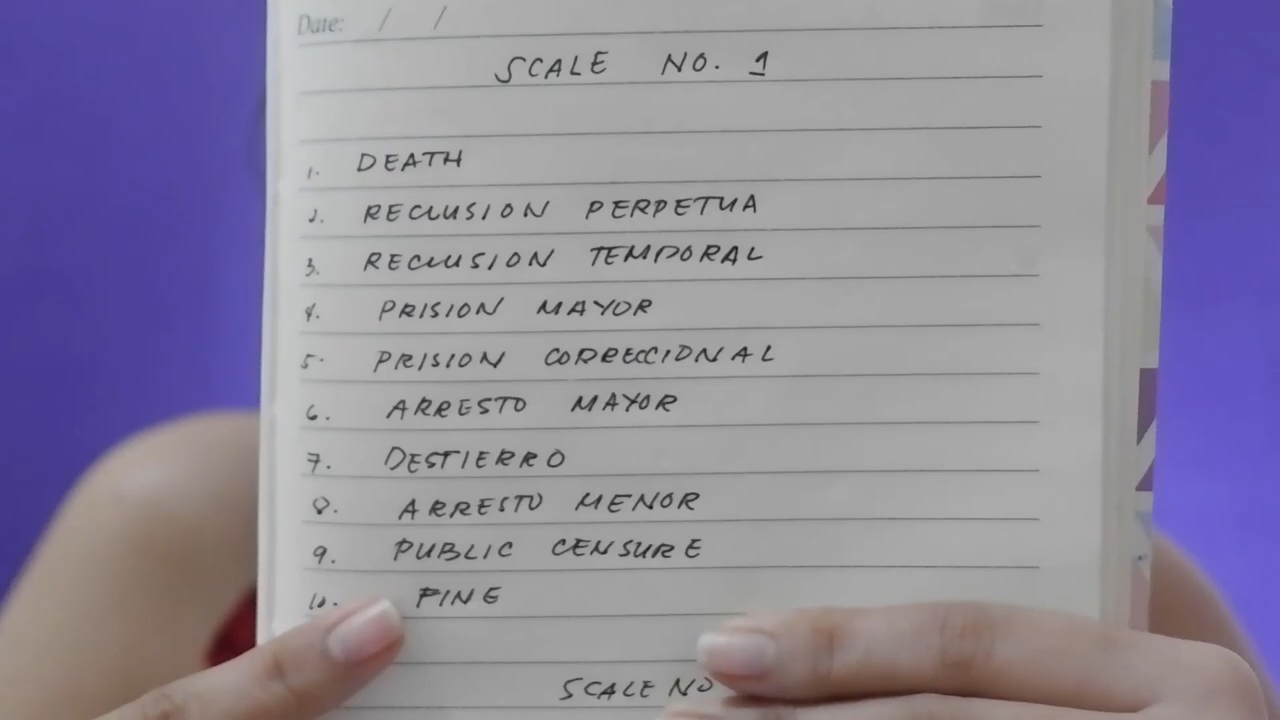 Date: / /
SCALE NO. 1
1. DEATH
2. RECLUSION PERPETUA
3. RECLUSION TEMPORAL
4. PRISION MAYOR
5. PRISION CORRECCIONAL
6. ARRESTO MAYOR
7. DESTIERRO
8. ARRESTO MENOR
9. PUBLIC CENSURE
10. FINE
SCALE NO